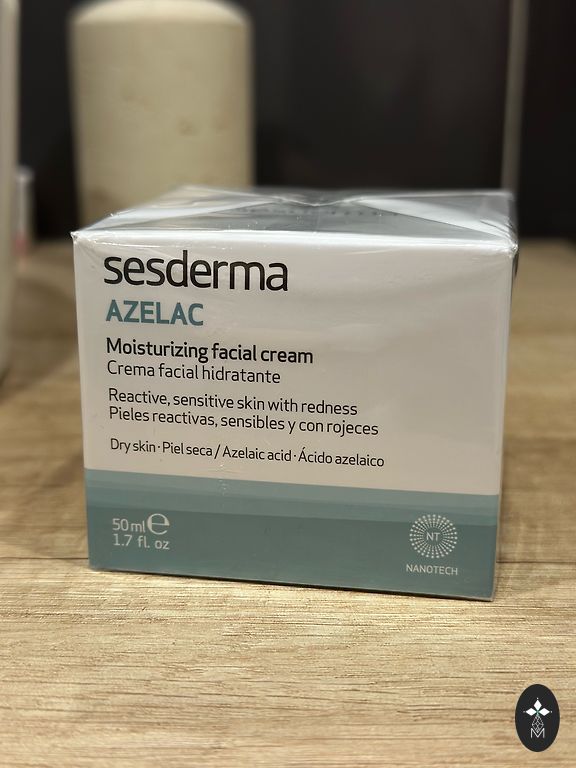 sesderma
AZELAC
Moisturizing facial cream
Crema facial hidratante
Reactive, sensitive skin with redness
Pieles reactivas, sensibles y con rojeces
Dry skin · Piel seca / Azelaic acid · Ácido azelaico
50 ml ℮
1.7 fl. oz
NT
NANOTECH
M